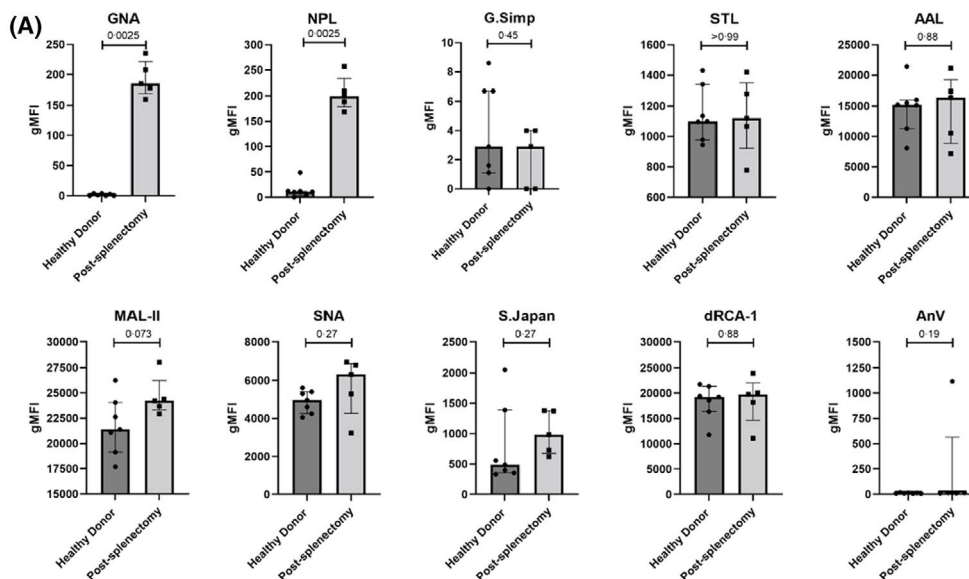 (A)
GNA
0·0025
250
200
150
100
50
0
gMFI
Healthy Donor
Post-splenectomy
NPL
0·0025
300
250
200
150
100
50
0
gMFI
Healthy Donor
Post-splenectomy
G.Simp
0·45
10
8
6
4
2
0
gMFI
Healthy Donor
Post-splenectomy
STL
>0·99
1600
1400
1200
1000
800
600
gMFI
Healthy Donor
Post-splenectomy
AAL
0·88
25000
20000
15000
10000
5000
0
gMFI
Healthy Donor
Post-splenectomy
MAL-II
0·073
30000
27500
25000
22500
20000
17500
15000
gMFI
Healthy Donor
Post-splenectomy
SNA
0·27
8000
6000
4000
2000
0
gMFI
Healthy Donor
Post-splenectomy
S.Japan
0·27
2500
2000
1500
1000
500
0
gMFI
Healthy Donor
Post-splenectomy
dRCA-1
0·88
30000
25000
20000
15000
10000
5000
0
gMFI
Healthy Donor
Post-splenectomy
AnV
0·19
1500
1250
1000
750
500
250
0
gMFI
Healthy Donor
Post-splenectomy